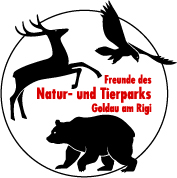 Freunde des
Natur- und Tierparks
Goldau am Rigi